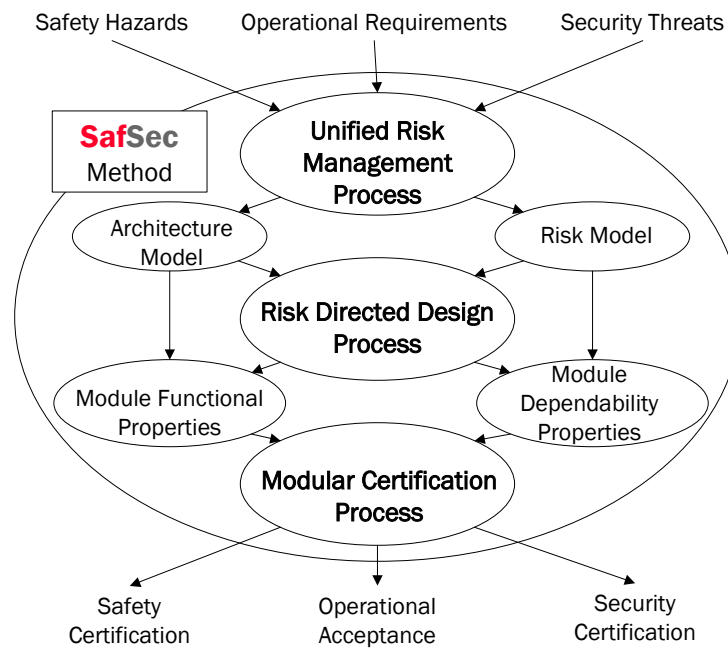 Safety Hazards
Operational Requirements
Security Threats
SafSec
Method
Unified Risk
Management
Process
Architecture
Model
Risk Model
Risk Directed Design
Process
Module Functional
Properties
Module
Dependability
Properties
Modular Certification
Process
Safety
Certification
Operational
Acceptance
Security
Certification